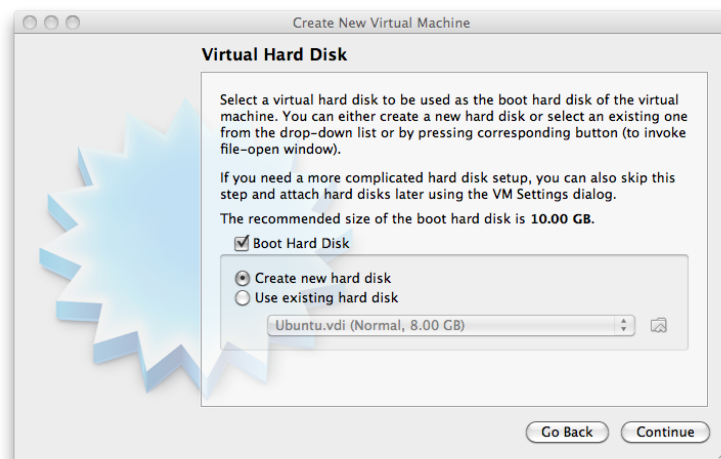 Create New Virtual Machine
Virtual Hard Disk
Select a virtual hard disk to be used as the boot hard disk of the virtual
machine. You can either create a new hard disk or select an existing one
from the drop-down list or by pressing corresponding button (to invoke
file-open window).
If you need a more complicated hard disk setup, you can also skip this
step and attach hard disks later using the VM Settings dialog.
The recommended size of the boot hard disk is 10.00 GB.
Boot Hard Disk
Create new hard disk
Use existing hard disk
Ubuntu.vdi (Normal, 8.00 GB)
Go Back
Continue